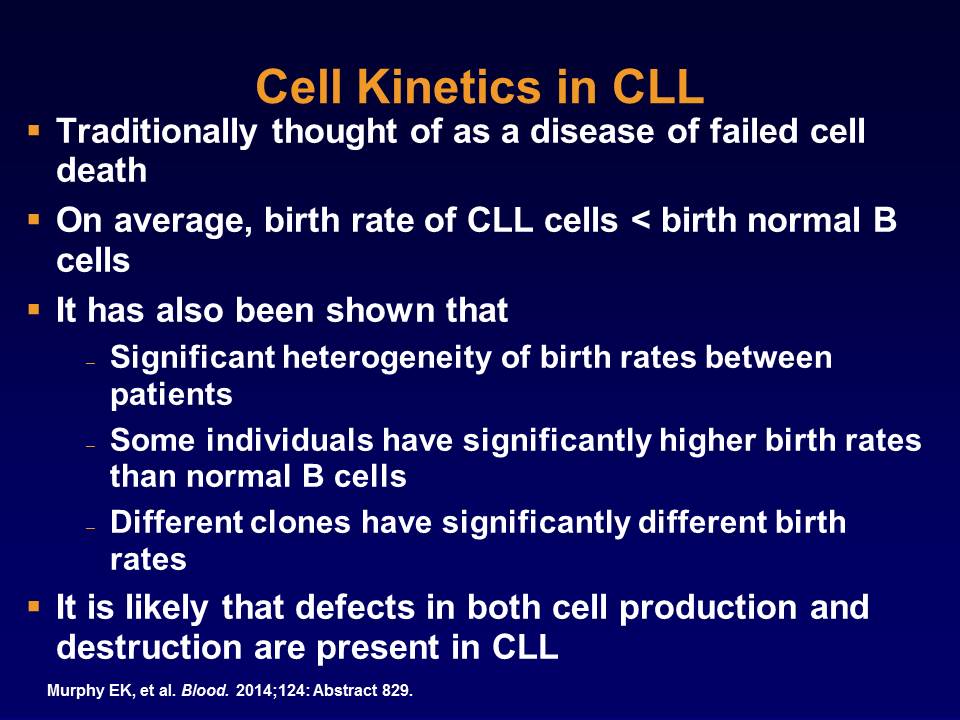 Cell Kinetics in CLL
▪ Traditionally thought of as a disease of failed cell
death
▪ On average, birth rate of CLL cells < birth normal B
cells
▪ It has also been shown that
– Significant heterogeneity of birth rates between
patients
– Some individuals have significantly higher birth rates
than normal B cells
– Different clones have significantly different birth
rates
▪ It is likely that defects in both cell production and
destruction are present in CLL
Murphy EK, et al. Blood. 2014;124: Abstract 829.